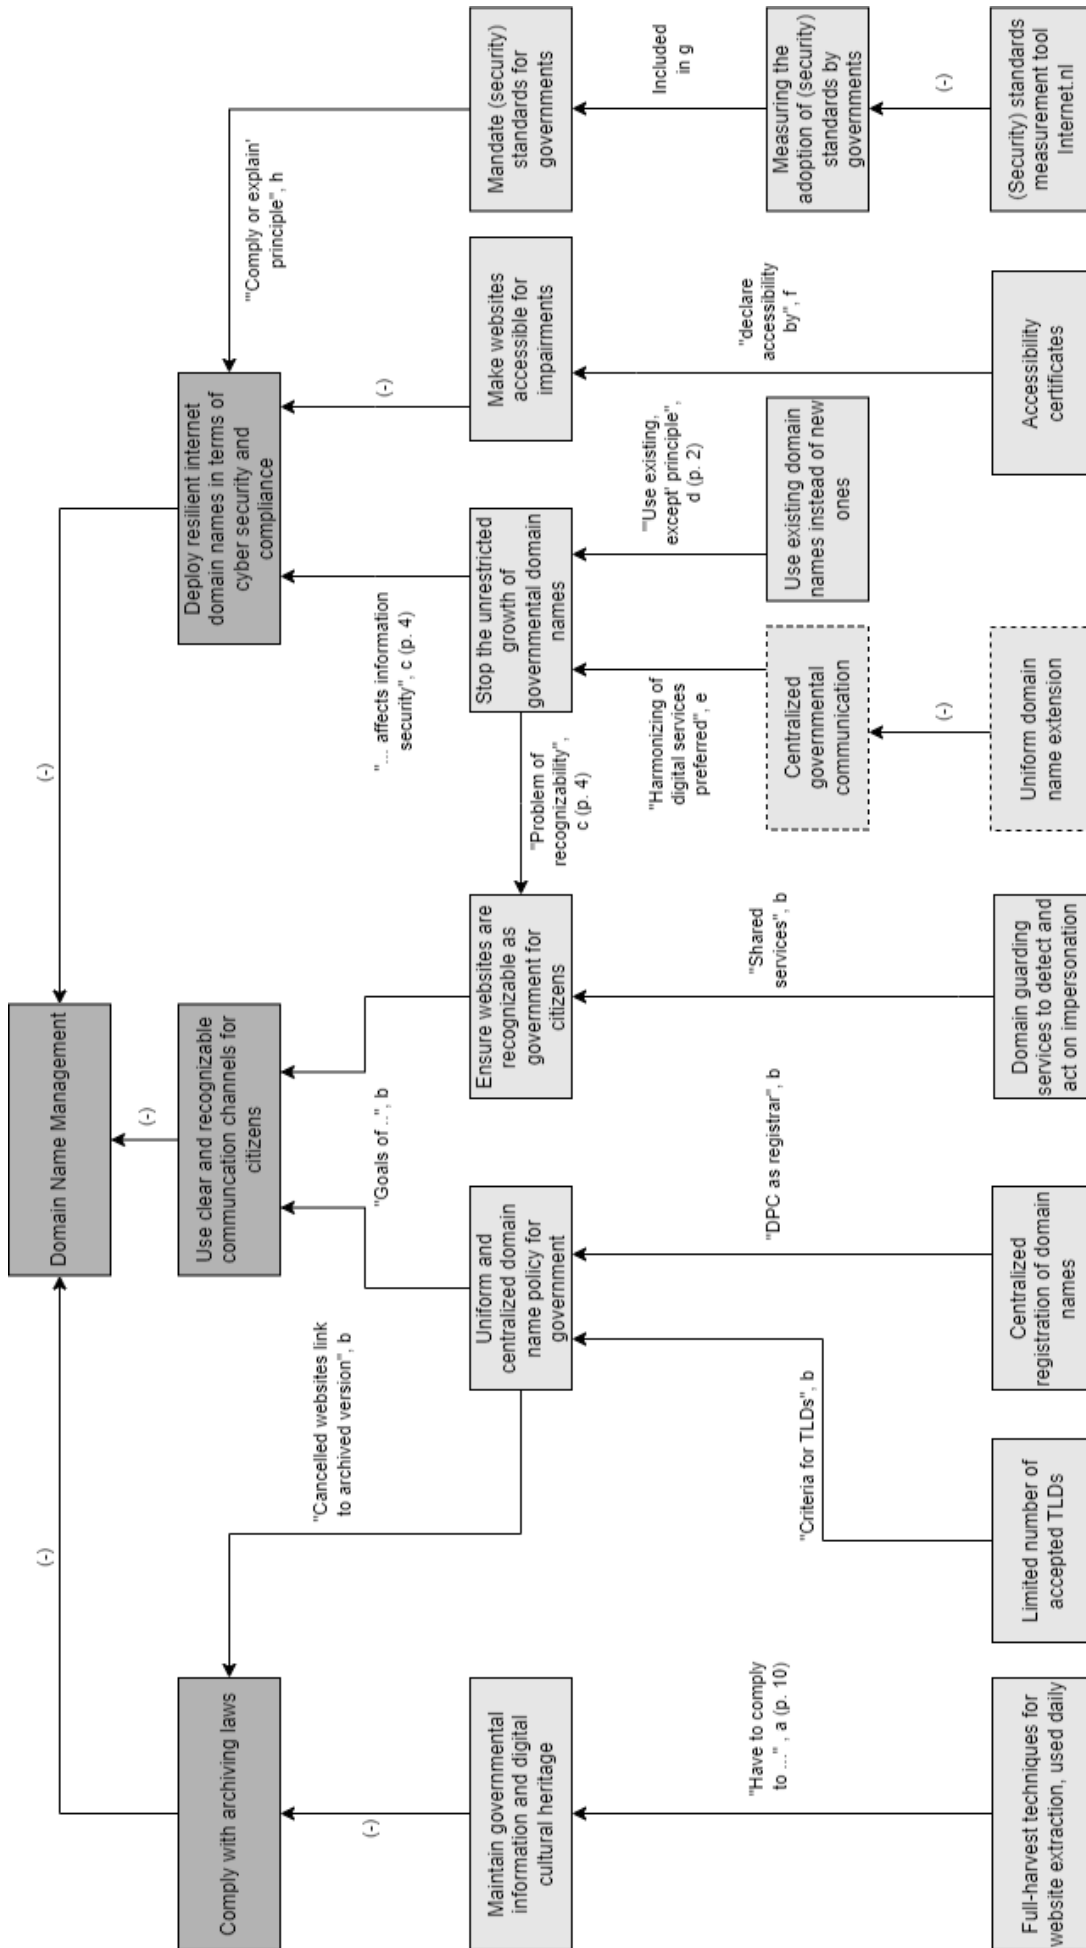 Domain Name Management
(-)
(-)
(-)
Comply with archiving laws
Use clear and recognizable
communcation channels for
citizens
Deploy resilient internet
domain names in terms of
cyber security and
compliance
(-)
"Cancelled websites link
to archived version", b
"Goals of ..", b
"... affects information
security", c (p. 4)
(-)
"'Comply or explain'
principle", h
Maintain governmental
information and digital
cultural heritage
Uniform and
centralized domain
name policy for
government
Ensure websites are
recognizable as
government for
citizens
"Problem of
recognizability",
c (p. 4)
Stop the unrestricted
growth of
governmental domain
names
Make websites
accessible for
impairments
Mandate (security)
standards for
governments
"Have to comply
to ...", a (p. 10)
"Criteria for TLDs", b
"DPC as registrar", b
"Shared
services", b
"Harmonizing of
digital services
preferred", e
"'Use existing,
except' principle",
d (p. 2)
"declare
accessibility
by", f
Included
in g
Centralized
governmental
communication
Use existing domain
names instead of new
ones
Measuring the
adoption of (security)
standards by
governments
(-)
(-)
Full-harvest techniques for
website extraction, used daily
Limited number of
accepted TLDs
Centralized
registration of domain
names
Domain guarding
services to detect and
act on impersonation
Uniform domain
name extension
Accessibility
certificates
(Security) standards
measurement tool
Internet.nl